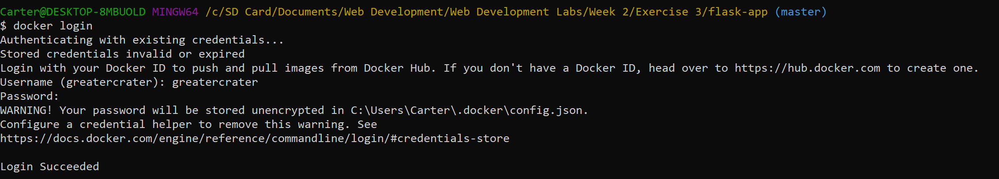 Carter@DESKTOP-8MBUOLD MINGW64 /c/SD Card/Documents/Web Development/Web Development Labs/Week 2/Exercise 3/flask-app (master)
$ docker login
Authenticating with existing credentials...
Stored credentials invalid or expired
Login with your Docker ID to push and pull images from Docker Hub. If you don't have a Docker ID, head over to https://hub.docker.com to create one.
Username (greatercrater): greatercrater
Password:
WARNING! Your password will be stored unencrypted in C:\Users\Carter\.docker\config.json.
Configure a credential helper to remove this warning. See
https://docs.docker.com/engine/reference/commandline/login/#credentials-store
Login Succeeded